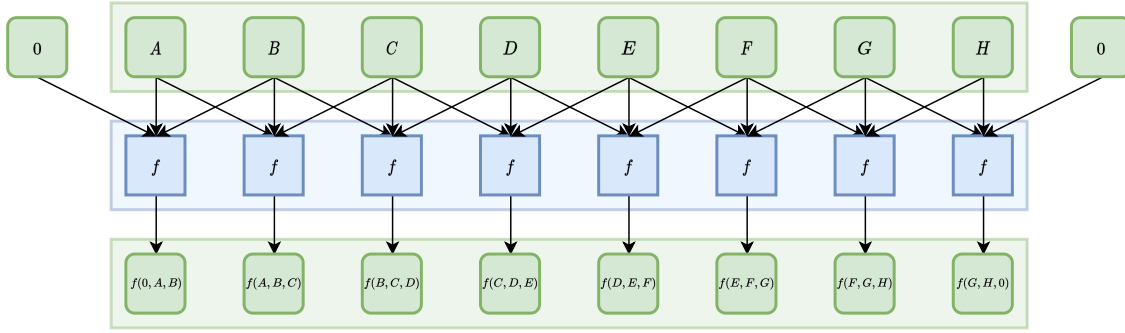 0 A B C D E F G H 0
f f f f f f f f
f(0, A, B) f(A, B, C) f(B, C, D) f(C, D, E) f(D, E, F) f(E, F, G) f(F, G, H) f(G, H, 0)